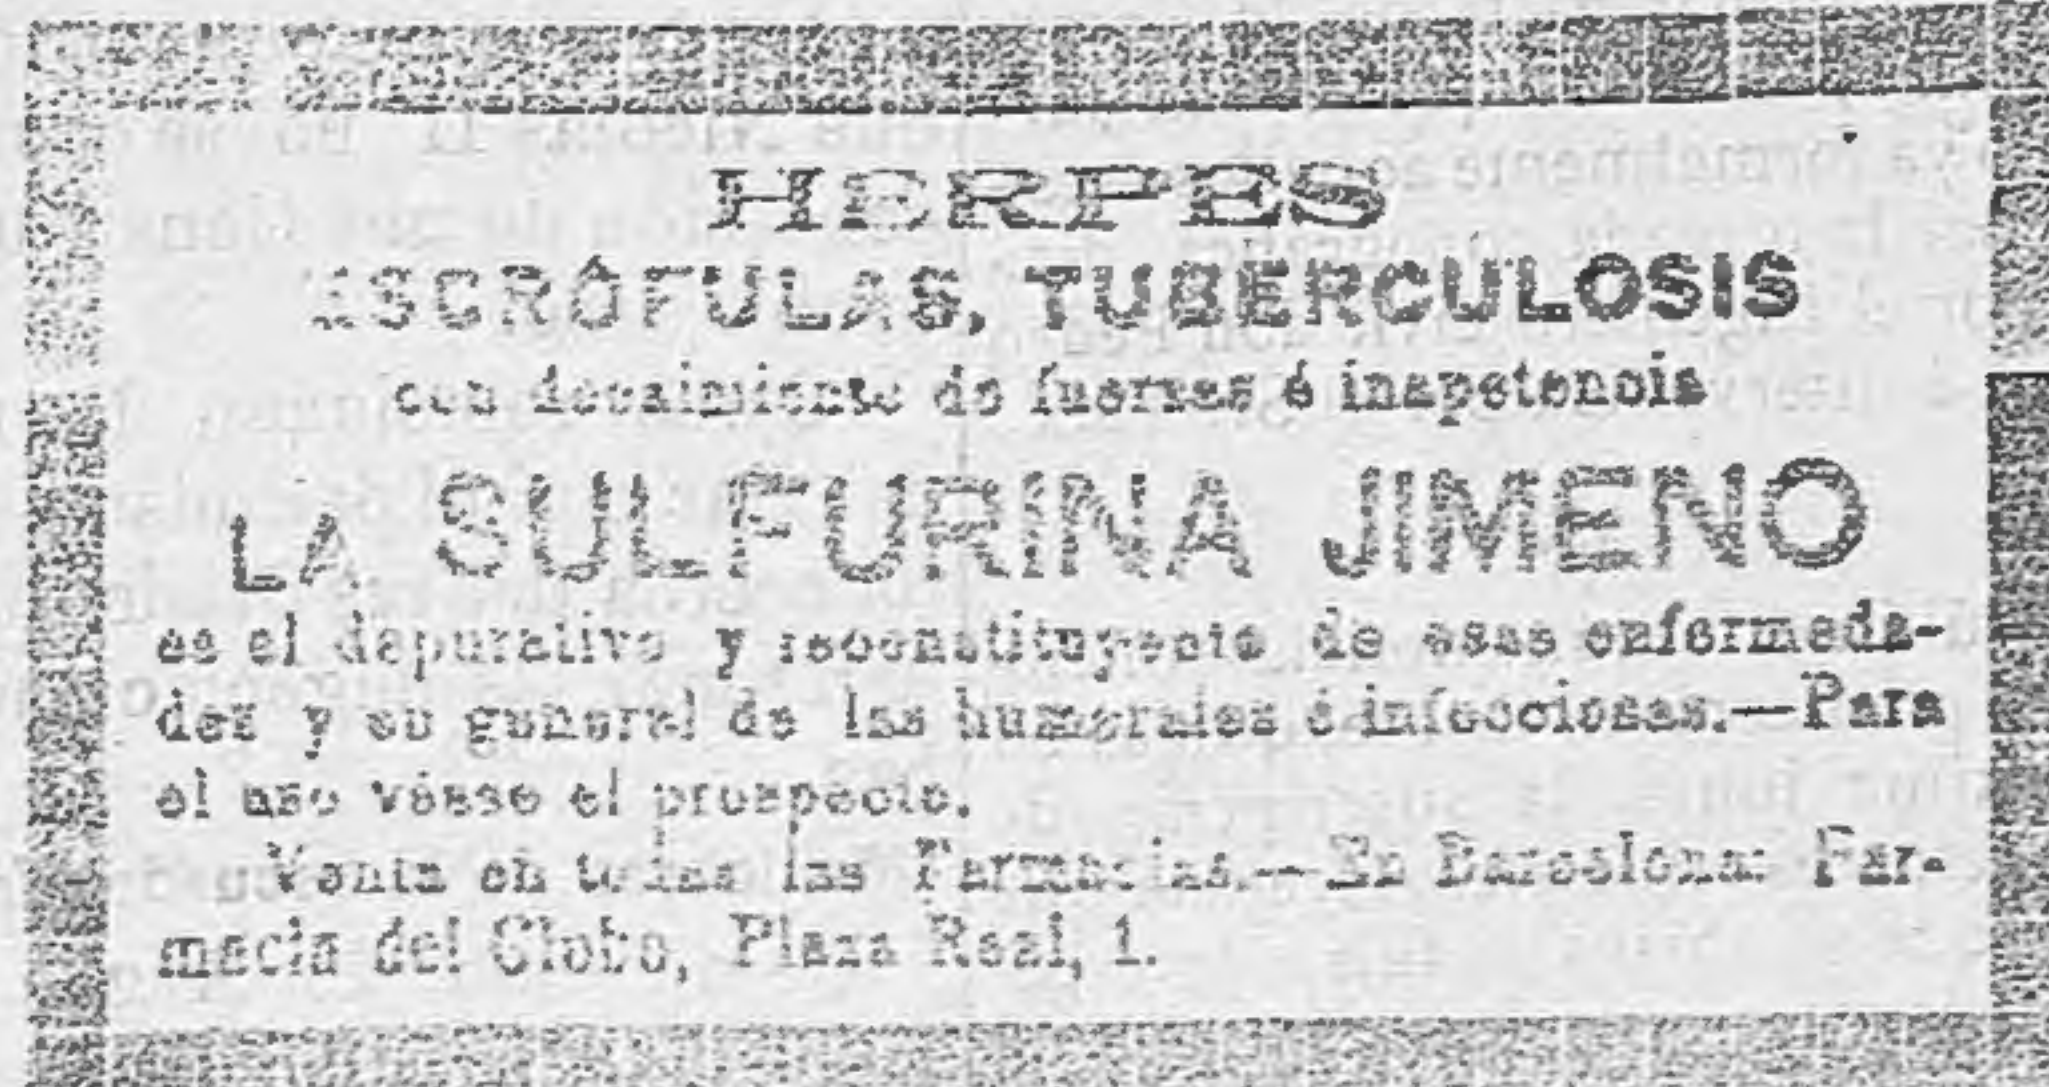 HERPES
ESCRÓFULAS, TUBERCULOSIS
con decaimiento de fuerzas é inapetencia
LA SULFURINA JIMENO
es el depurativo y reconstituyente de esas enfermeda-
des y en general de las humorales é infecciosas.—Para
el uso véase el prospecto.
Venta en todas las Farmacias.—En Barcelona: Far-
macia del Globo, Plaza Real, 1.